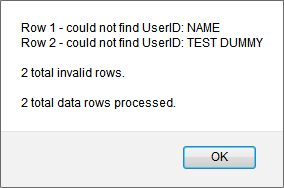 Row 1 - could not find UserID: NAME
Row 2 - could not find UserID: TEST DUMMY
2 total invalid rows.
2 total data rows processed.
OK